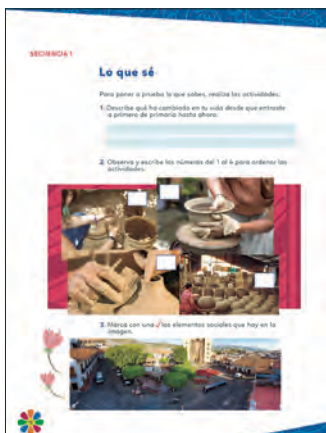 SECUENCIA 1
Lo que sé
Para poner a prueba lo que sabes, realiza las actividades.
1. Describe qué ha cambiado en tu vida desde que entraste
a primero de primaria hasta ahora.
2. Observa y escribe los números del 1 al 4 para ordenar las
actividades.
3. Marca con una ✓ los elementos sociales que hay en la
imagen.